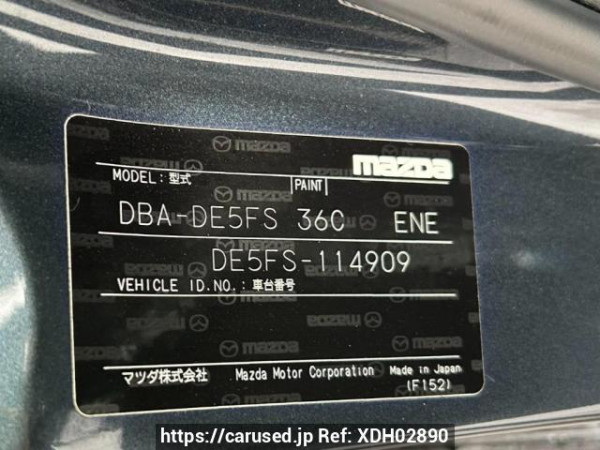 mazda
MODEL: 型式 PAINT
DBA-DE5FS 36C ENE
DE5FS-114909
VEHICLE ID.NO.: 車台番号
マツダ株式会社 Mazda Motor Corporation Made in Japan
(F152)
https://carused.jp Ref: XDH02890